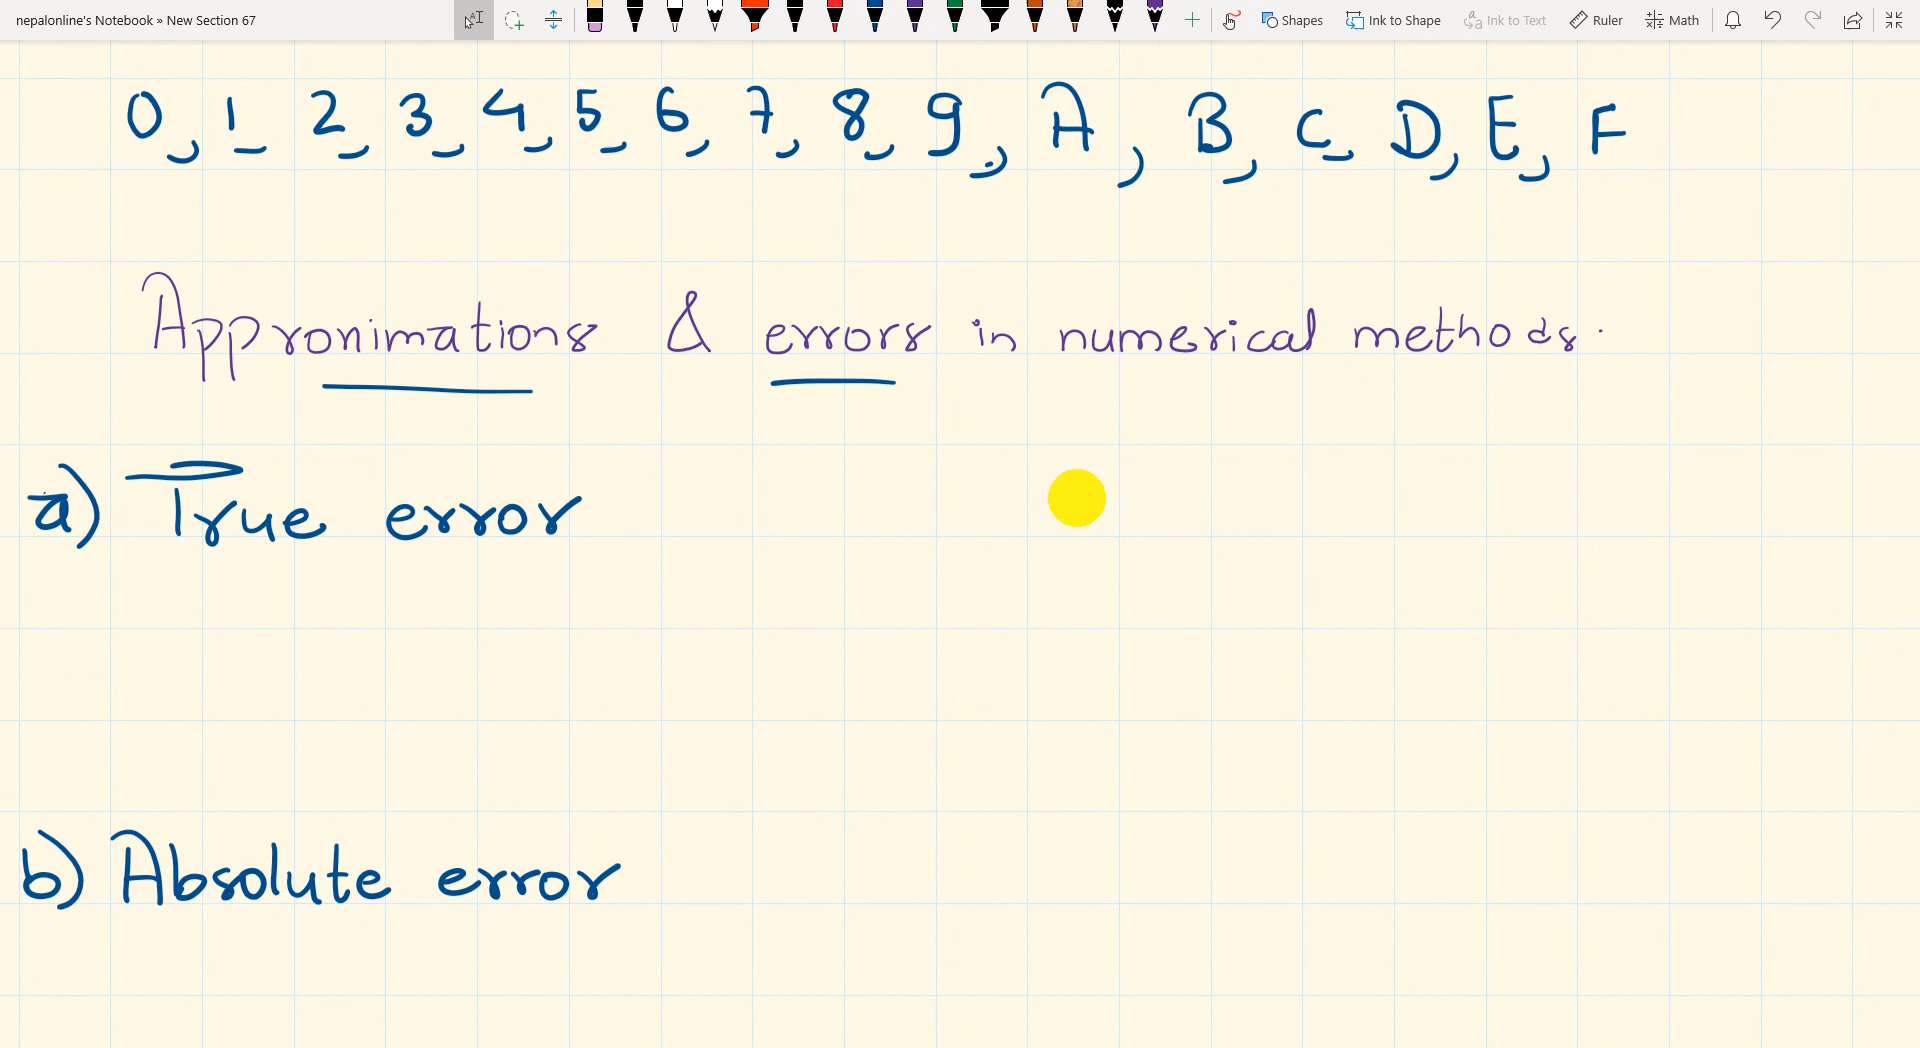 nepalonline's Notebook » New Section 67 Shapes Ink to Shape Ink to Text Ruler Math
0, 1, 2, 3, 4, 5, 6, 7, 8, 9, A, B, C, D, E, F
Approximations & errors in numerical methods.
a) True error
b) Absolute error